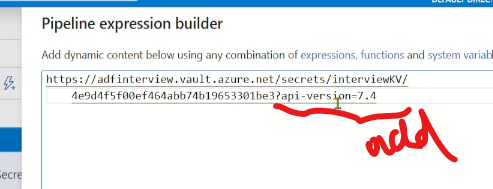 DEFAULT DIREC
Pipeline expression builder
Add dynamic content below using any combination of expressions, functions and system variabl
https://adfinterview.vault.azure.net/secrets/interviewKV/
4e9d4f5f00ef464abb74b19653301be3?api-version=7.4
add
Secre